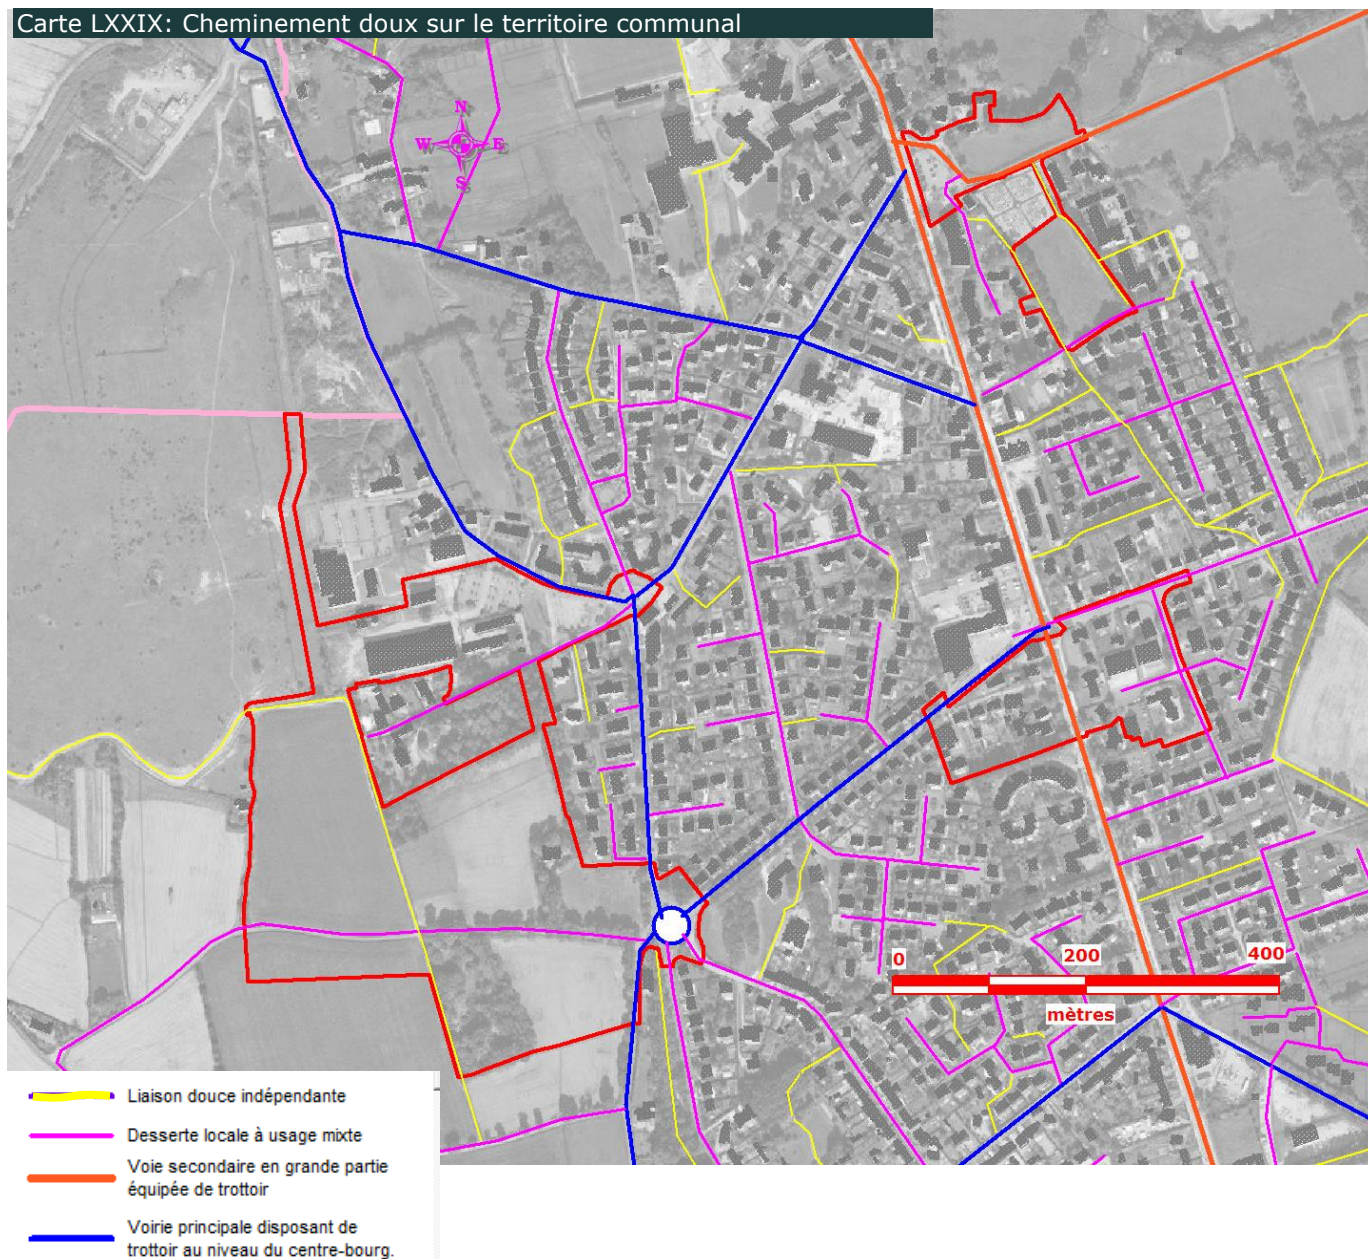 Carte LXXIX: Cheminement doux sur le territoire communal
N
W E
S
0 200 400
mètres
Liaison douce indépendante
Desserte locale à usage mixte
Voie secondaire en grande partie
équipée de trottoir
Voirie principale disposant de
trottoir au niveau du centre-bourg.